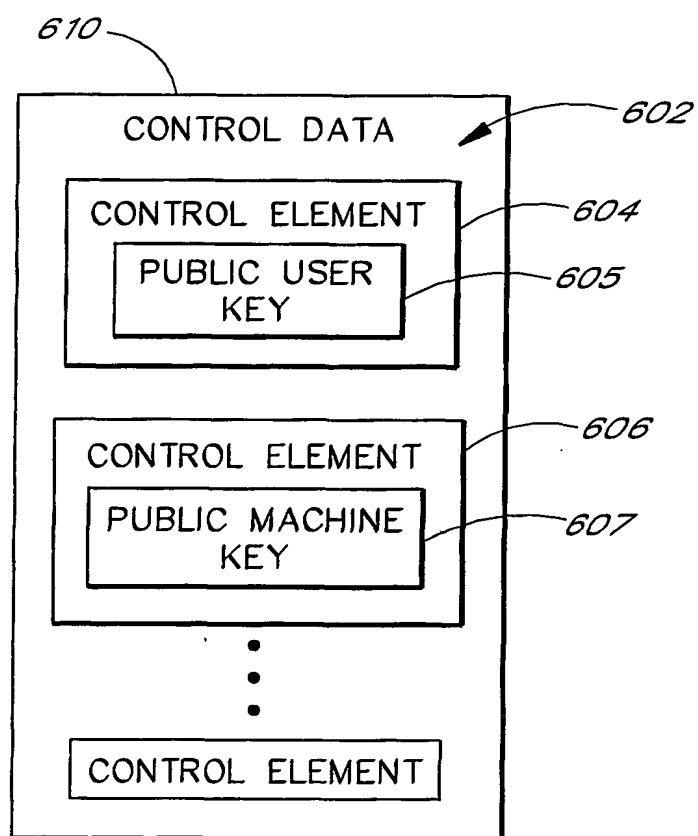 610
CONTROL DATA
602
CONTROL ELEMENT
604
PUBLIC USER
KEY
605
CONTROL ELEMENT
606
PUBLIC MACHINE
KEY
607
CONTROL ELEMENT